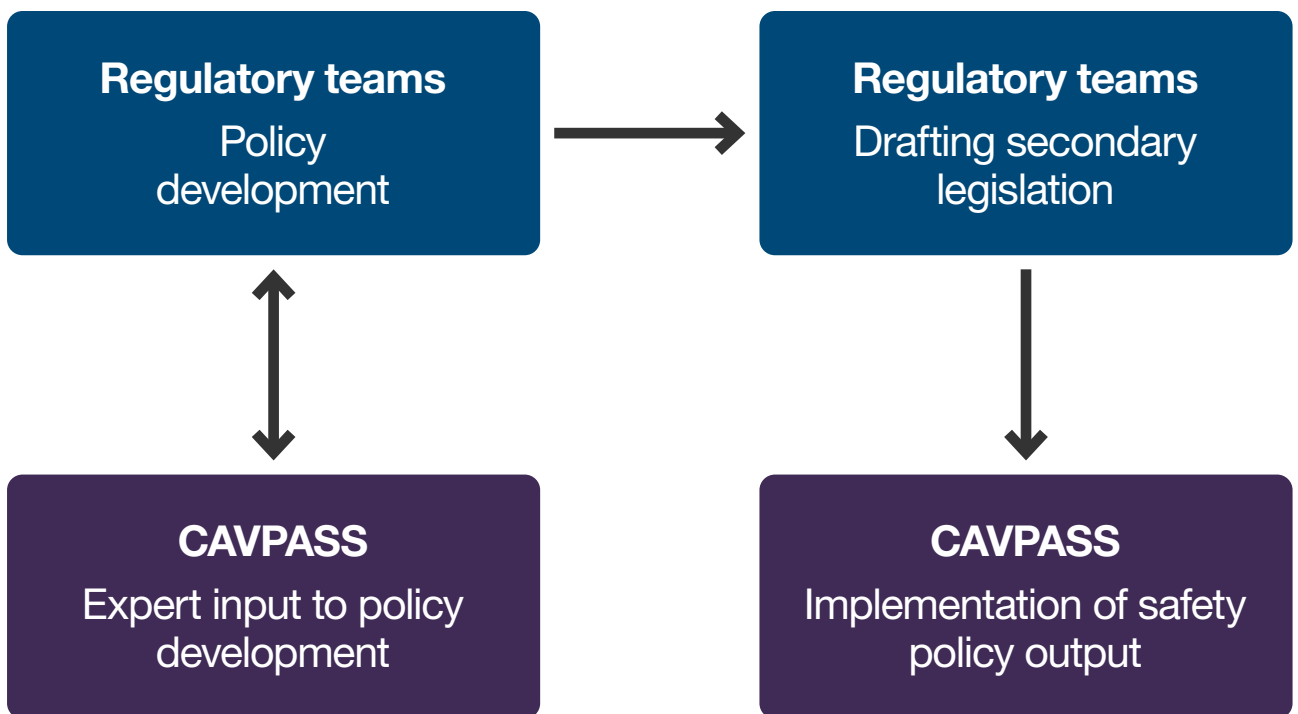 Regulatory teams
Policy
development
Regulatory teams
Drafting secondary
legislation
CAVPASS
Expert input to policy
development
CAVPASS
Implementation of safety
policy output